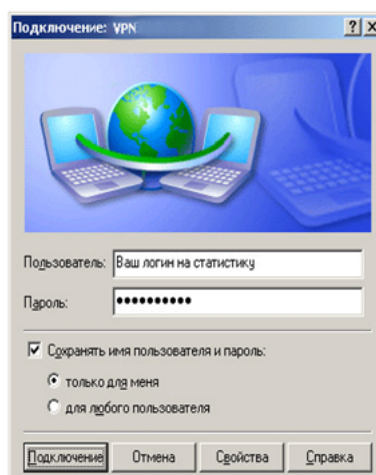 Подключение: VPN
Пользователь: Ваш логин на статистику
Пароль: ••••••••••
Сохранять имя пользователя и пароль:
только для меня
для любого пользователя
Подключение Отмена Свойства Справка